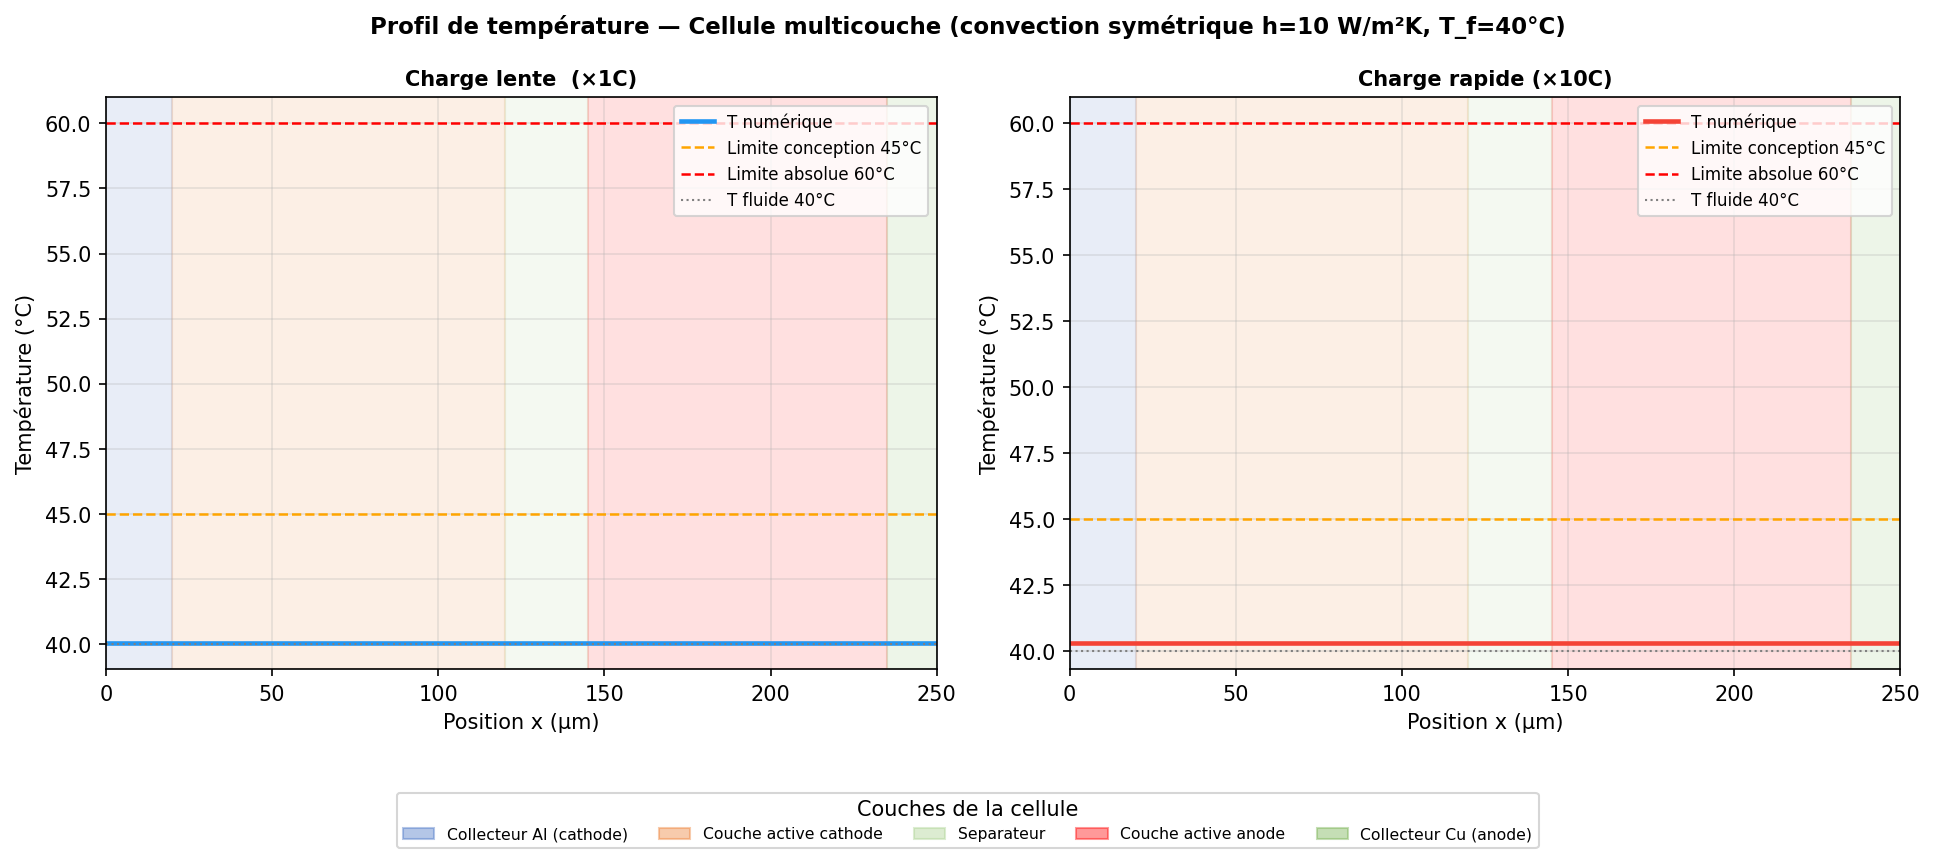 Profil de température — Cellule multicouche (convection symétrique h=10 W/m²K, T_f=40°C)
Charge lente  (×1C)
T numérique
Limite conception 45°C
Limite absolue 60°C
T fluide 40°C
Température (°C)
60.0
57.5
55.0
52.5
50.0
47.5
45.0
42.5
40.0
0 50 100 150 200 250
Position x (µm)
Charge rapide (×10C)
T numérique
Limite conception 45°C
Limite absolue 60°C
T fluide 40°C
Température (°C)
60.0
57.5
55.0
52.5
50.0
47.5
45.0
42.5
40.0
0 50 100 150 200 250
Position x (µm)
Couches de la cellule
Collecteur Al (cathode) Couche active cathode Separateur Couche active anode Collecteur Cu (anode)